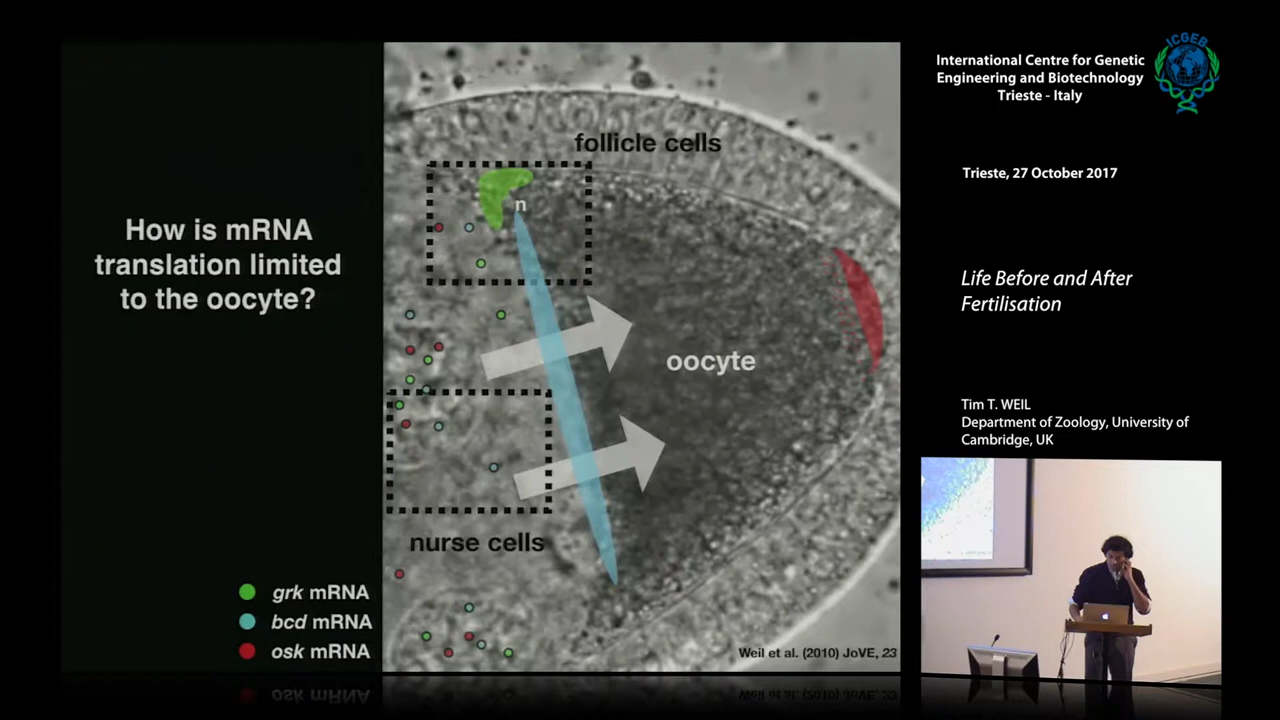 How is mRNA
translation limited
to the oocyte?
follicle cells
n
oocyte
nurse cells
grk mRNA
bcd mRNA
osk mRNA
Weil et al. (2010) JoVE, 23
International Centre for Genetic
Engineering and Biotechnology
Trieste - Italy
ICGEB
Trieste, 27 October 2017
Life Before and After
Fertilisation
Tim T. WEIL
Department of Zoology, University of
Cambridge, UK